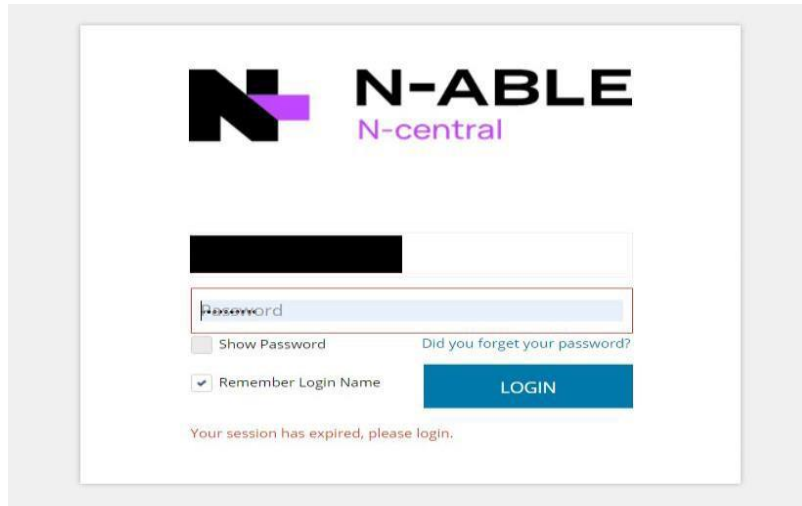 N-ABLE
N-central
Password
Show Password
Did you forget your password?
Remember Login Name
LOGIN
Your session has expired, please login.